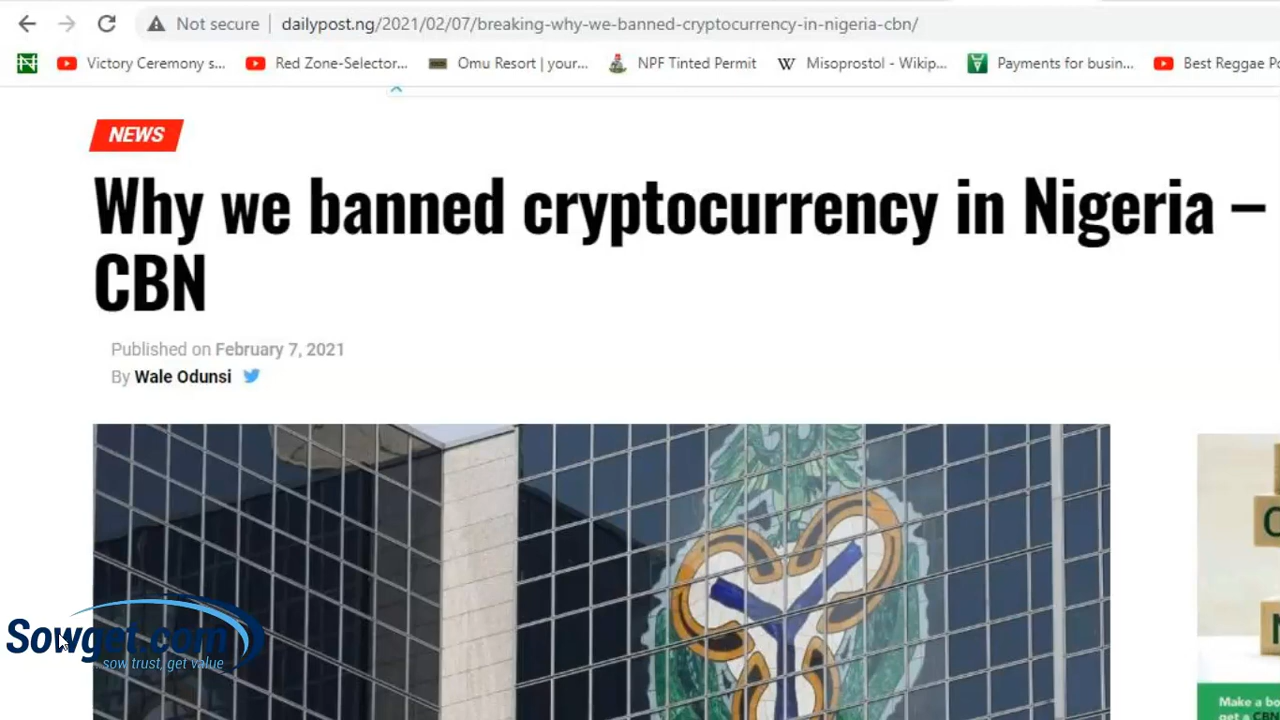 Not secure dailypost.ng/2021/02/07/breaking-why-we-banned-cryptocurrency-in-nigeria-cbn/
Victory Ceremony s... Red Zone-Selector... Omu Resort | your... NPF Tinted Permit W Misoprostol - Wikip... Payments for busin... Best Reggae Po
NEWS
Why we banned cryptocurrency in Nigeria –
CBN
Published on February 7, 2021
By Wale Odunsi
Sowget.com
sow trust, get value
Make a bo
get a CBN